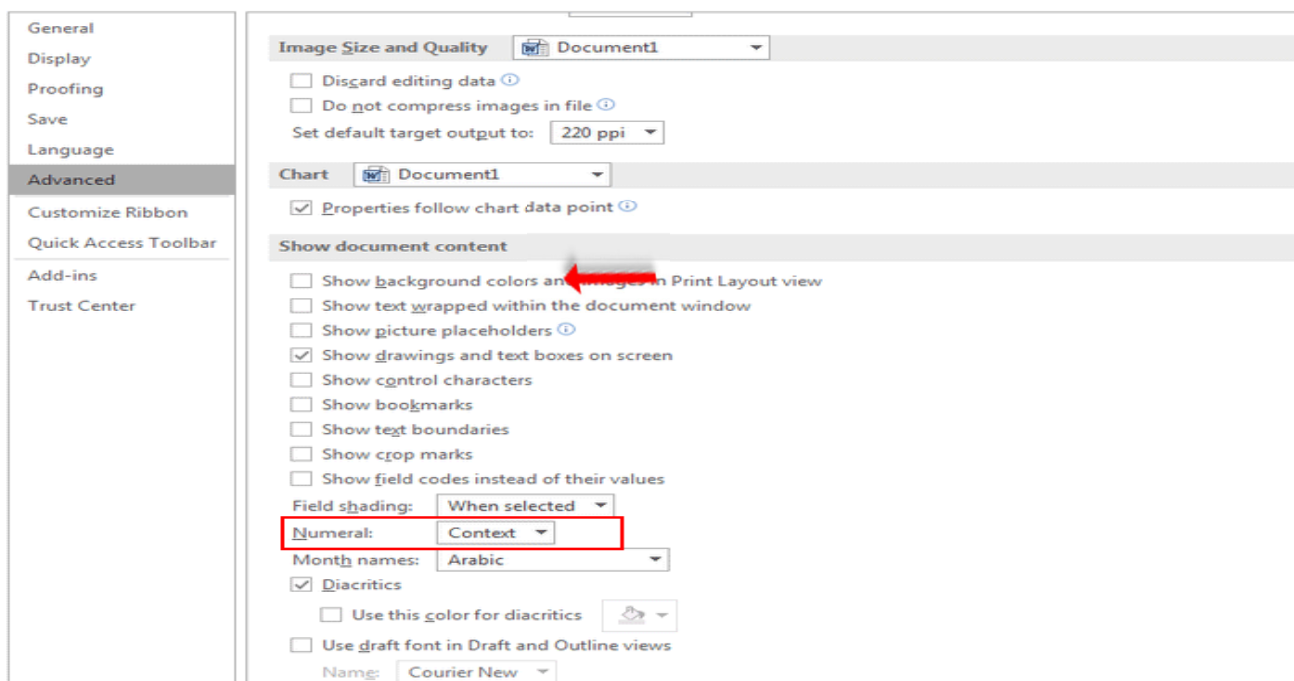 General
Display
Proofing
Save
Language
Advanced
Customize Ribbon
Quick Access Toolbar
Add-ins
Trust Center
Image Size and Quality Document1
Discard editing data
Do not compress images in file
Set default target output to: 220 ppi
Chart Document1
Properties follow chart data point
Show document content
Show background colors and images in Print Layout view
Show text wrapped within the document window
Show picture placeholders
Show drawings and text boxes on screen
Show control characters
Show bookmarks
Show text boundaries
Show crop marks
Show field codes instead of their values
Field shading: When selected
Numeral: Context
Month names: Arabic
Diacritics
Use this color for diacritics
Use draft font in Draft and Outline views
Name: Courier New